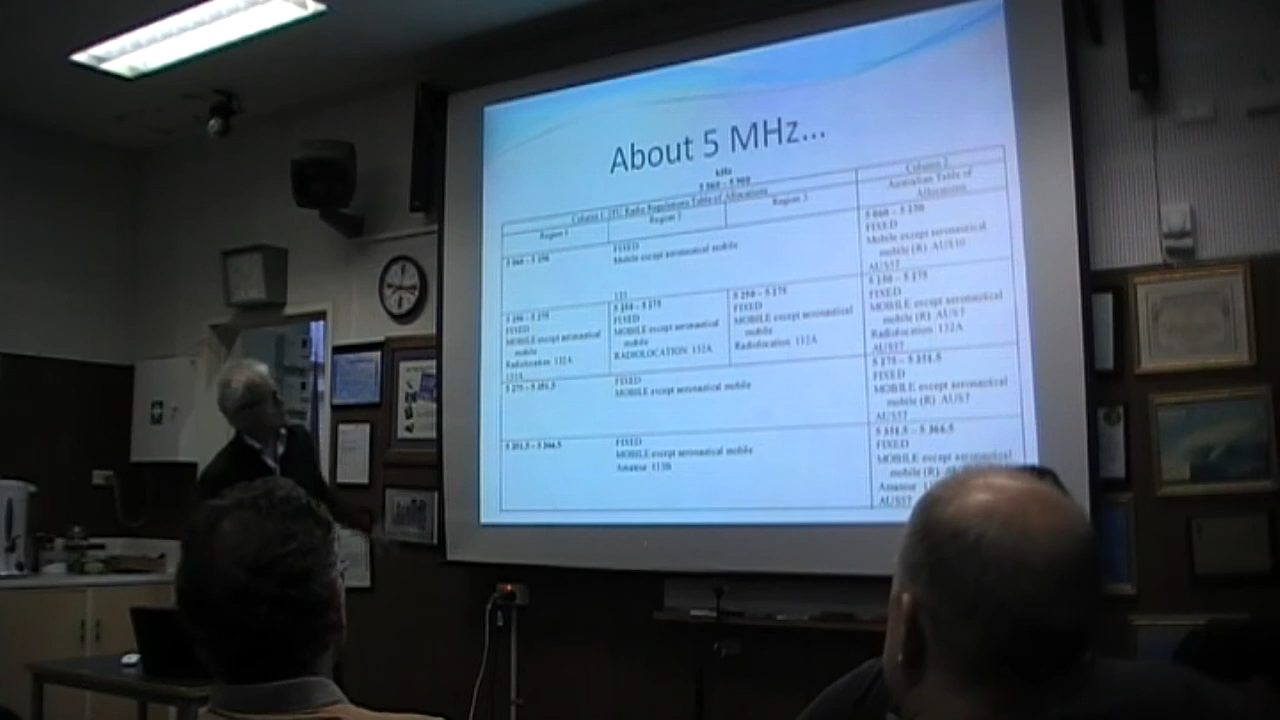 About 5 MHz...
kHz
5 060 – 5 900
Column 1: ITU Radio Regulations Table of Allocations
Column 2
Australian Table of
Allocations
Region 1
Region 2
Region 3
5 060 – 5 250
FIXED
Mobile except aeronautical mobile
133
5 060 – 5 250
FIXED
Mobile except aeronautical
mobile (R) AUS10
AUS57
5 250 – 5 275
FIXED
MOBILE except aeronautical
mobile
Radiolocation 132A
133A
5 250 – 5 275
FIXED
MOBILE except aeronautical
mobile
RADIOLOCATION 132A
5 250 – 5 275
FIXED
MOBILE except aeronautical
mobile
Radiolocation 132A
5 250 – 5 275
FIXED
MOBILE except aeronautical
mobile (R) AUS7
Radiolocation 132A
AUS57
5 275 – 5 351.5
FIXED
MOBILE except aeronautical mobile
5 275 – 5 351.5
FIXED
MOBILE except aeronautical
mobile (R) AUS7
AUS57
5 351.5 – 5 366.5
FIXED
MOBILE except aeronautical mobile
Amateur 133B
5 351.5 – 5 366.5
FIXED
MOBILE except aeronautical
mobile (R)
Amateur
AUS57